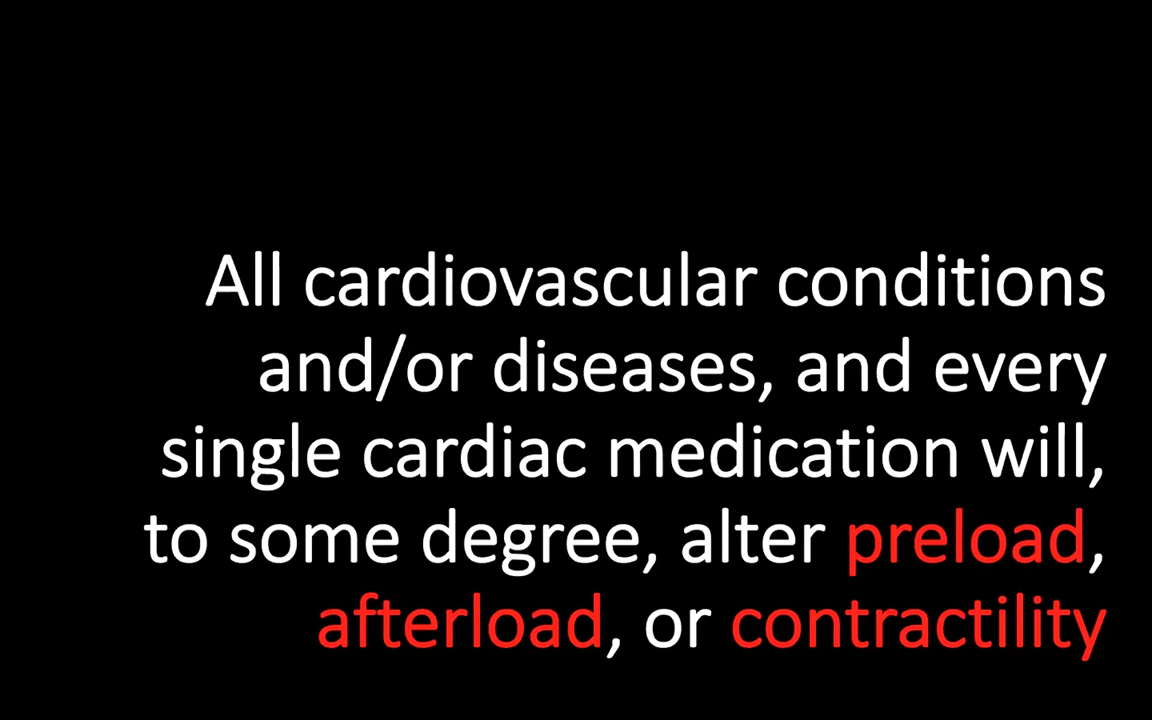 All cardiovascular conditions
and/or diseases, and every
single cardiac medication will,
to some degree, alter preload,
afterload, or contractility